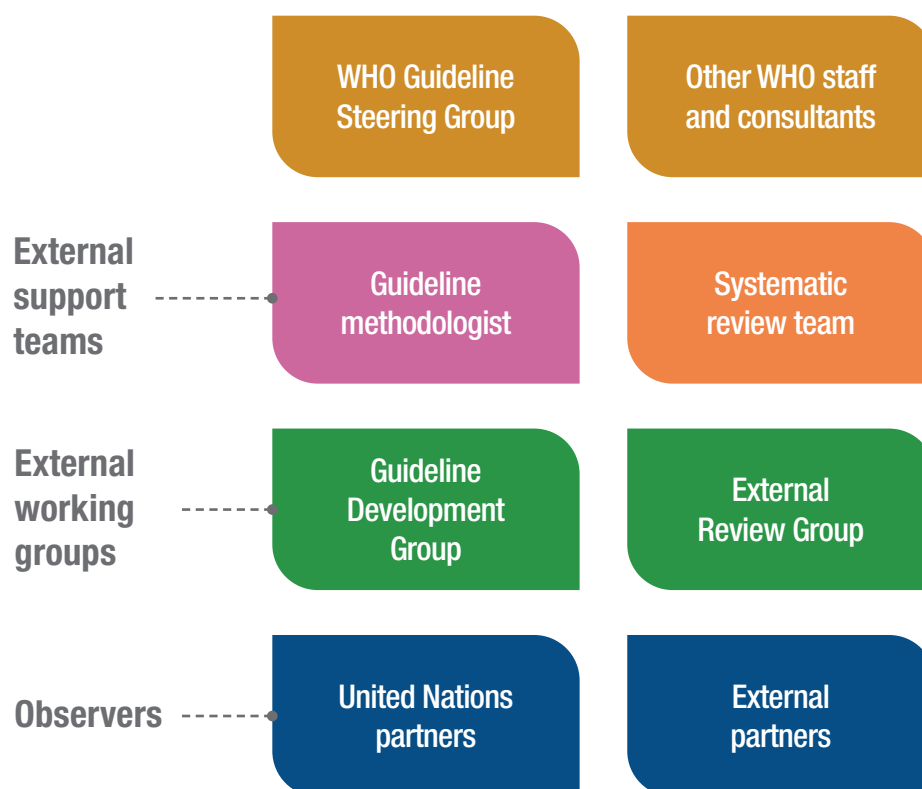 WHO Guideline
Steering Group
Other WHO staff
and consultants
External
support
teams
Guideline
methodologist
Systematic
review team
External
working
groups
Guideline
Development
Group
External
Review Group
Observers
United Nations
partners
External
partners